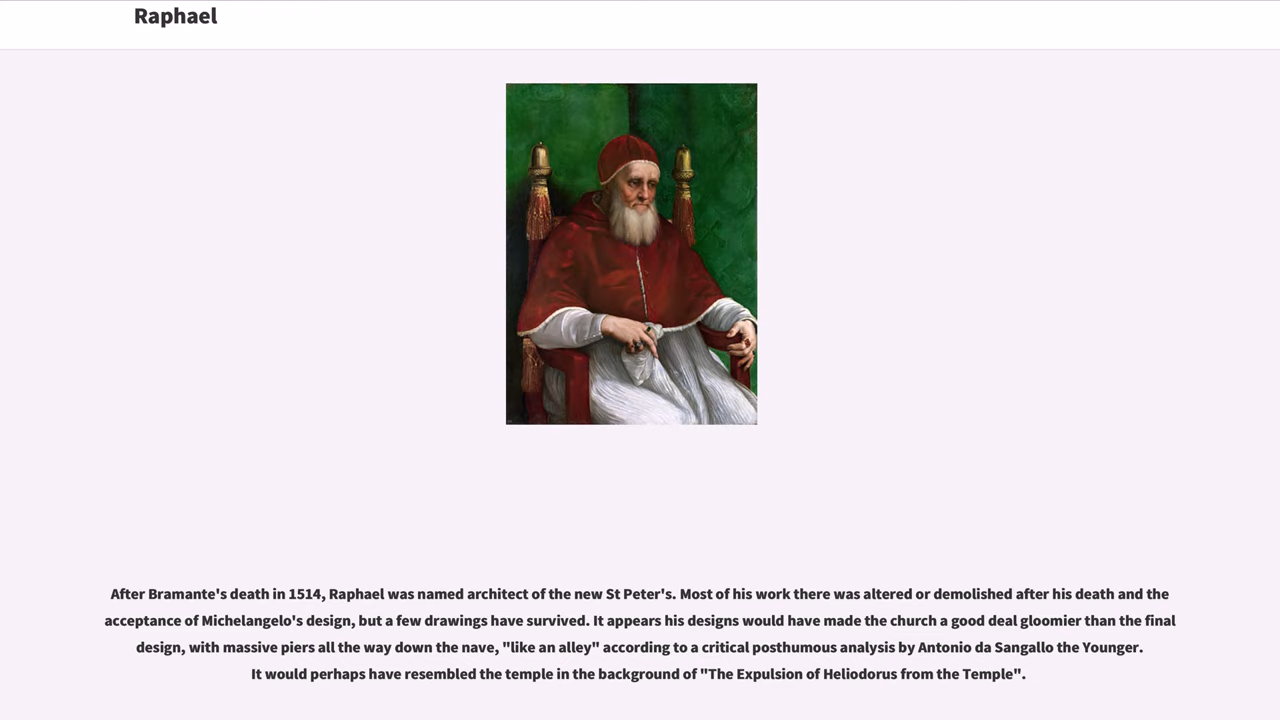 Raphael
After Bramante's death in 1514, Raphael was named architect of the new St Peter's. Most of his work there was altered or demolished after his death and the
acceptance of Michelangelo's design, but a few drawings have survived. It appears his designs would have made the church a good deal gloomier than the final
design, with massive piers all the way down the nave, "like an alley" according to a critical posthumous analysis by Antonio da Sangallo the Younger.
It would perhaps have resembled the temple in the background of "The Expulsion of Heliodorus from the Temple".